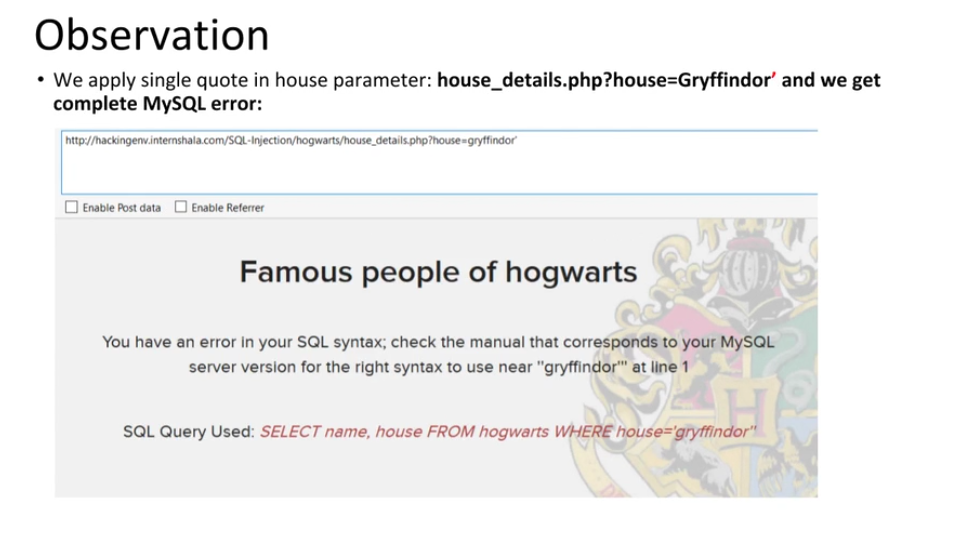 Observation
• We apply single quote in house parameter: house_details.php?house=Gryffindor’ and we get
complete MySQL error:
http://hackingenv.internshala.com/SQL-Injection/hogwarts/house_details.php?house=gryffindor'
Enable Post data Enable Referrer
Famous people of hogwarts
You have an error in your SQL syntax; check the manual that corresponds to your MySQL
server version for the right syntax to use near ''gryffindor''' at line 1
SQL Query Used: SELECT name, house FROM hogwarts WHERE house='gryffindor''
H